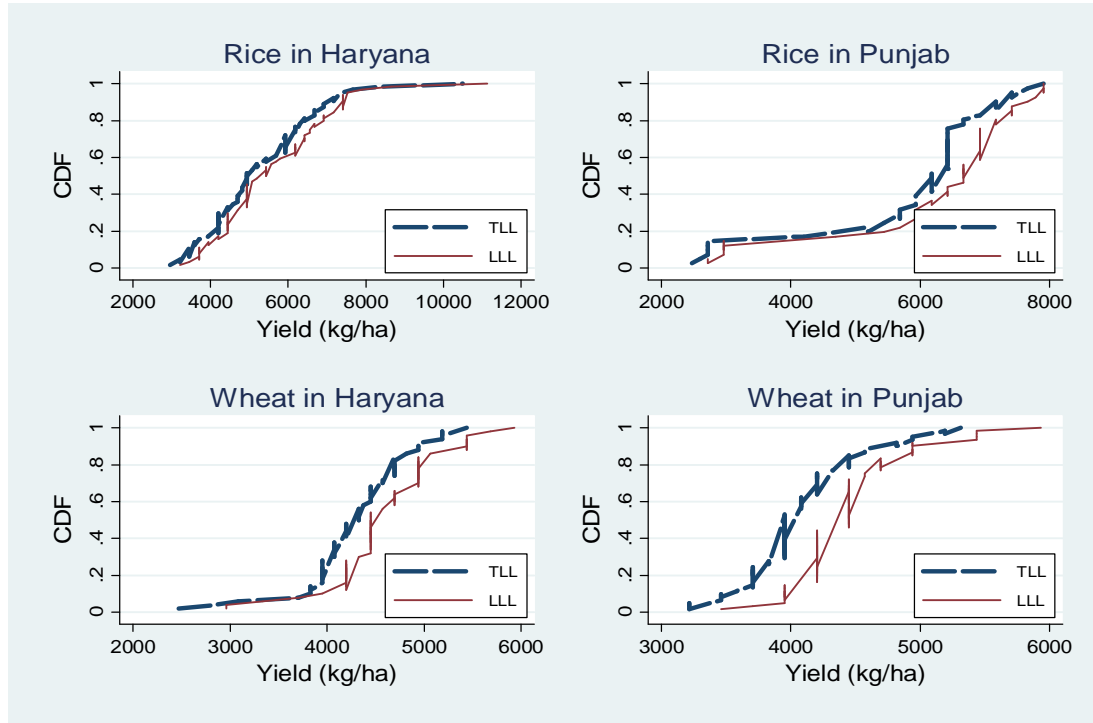 Rice in Haryana
CDF
0 .2 .4 .6 .8 1
2000 4000 6000 8000 10000 12000
Yield (kg/ha)
TLL
LLL
Rice in Punjab
CDF
0 .2 .4 .6 .8 1
2000 4000 6000 8000
Yield (kg/ha)
TLL
LLL
Wheat in Haryana
CDF
0 .2 .4 .6 .8 1
2000 3000 4000 5000 6000
Yield (kg/ha)
TLL
LLL
Wheat in Punjab
CDF
0 .2 .4 .6 .8 1
3000 4000 5000 6000
Yield (kg/ha)
TLL
LLL